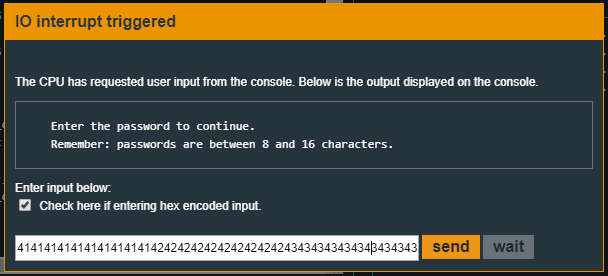 IO interrupt triggered
The CPU has requested user input from the console. Below is the output displayed on the console.
Enter the password to continue.
Remember: passwords are between 8 and 16 characters.
Enter input below:
Check here if entering hex encoded input.
4141414141414141414142424242424242424242423434343434343434343 send wait